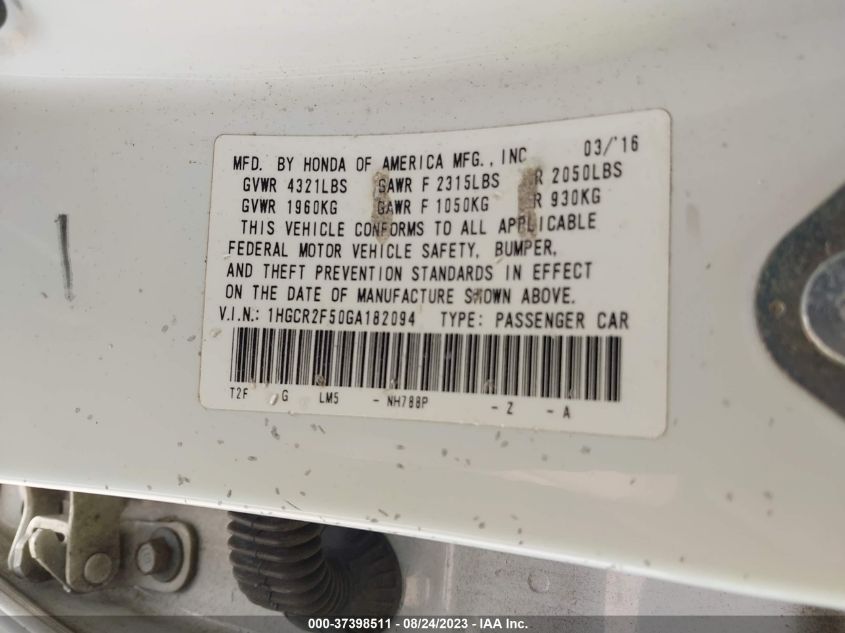 MFD. BY HONDA OF AMERICA MFG., INC 03/'16
GVWR 4321LBS GAWR F 2315LBS R 2050LBS
GVWR 1960KG GAWR F 1050KG R 930KG
THIS VEHICLE CONFORMS TO ALL APPLICABLE
FEDERAL MOTOR VEHICLE SAFETY, BUMPER,
AND THEFT PREVENTION STANDARDS IN EFFECT
ON THE DATE OF MANUFACTURE SHOWN ABOVE.
V.I.N.: 1HGCR2F50GA182094 TYPE: PASSENGER CAR
T2F G LM5 - NH788P - Z - A
000-37398511 - 08/24/2023 - IAA Inc.